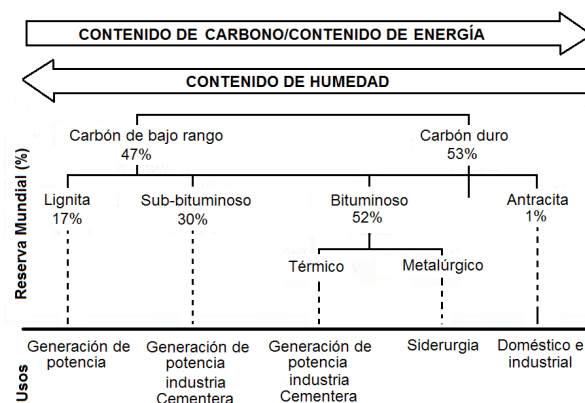 CONTENIDO DE CARBONO/CONTENIDO DE ENERGÍA
CONTENIDO DE HUMEDAD
Reserva Mundial (%)
Carbón de bajo rango
47%
Carbón duro
53%
Lignita
17%
Sub-bituminoso
30%
Bituminoso
52%
Antracita
1%
Térmico
Metalúrgico
Usos
Generación de
potencia
Generación de
potencia
industria
Cementera
Generación de
potencia
industria
Cementera
Siderurgia
Doméstico e
industrial